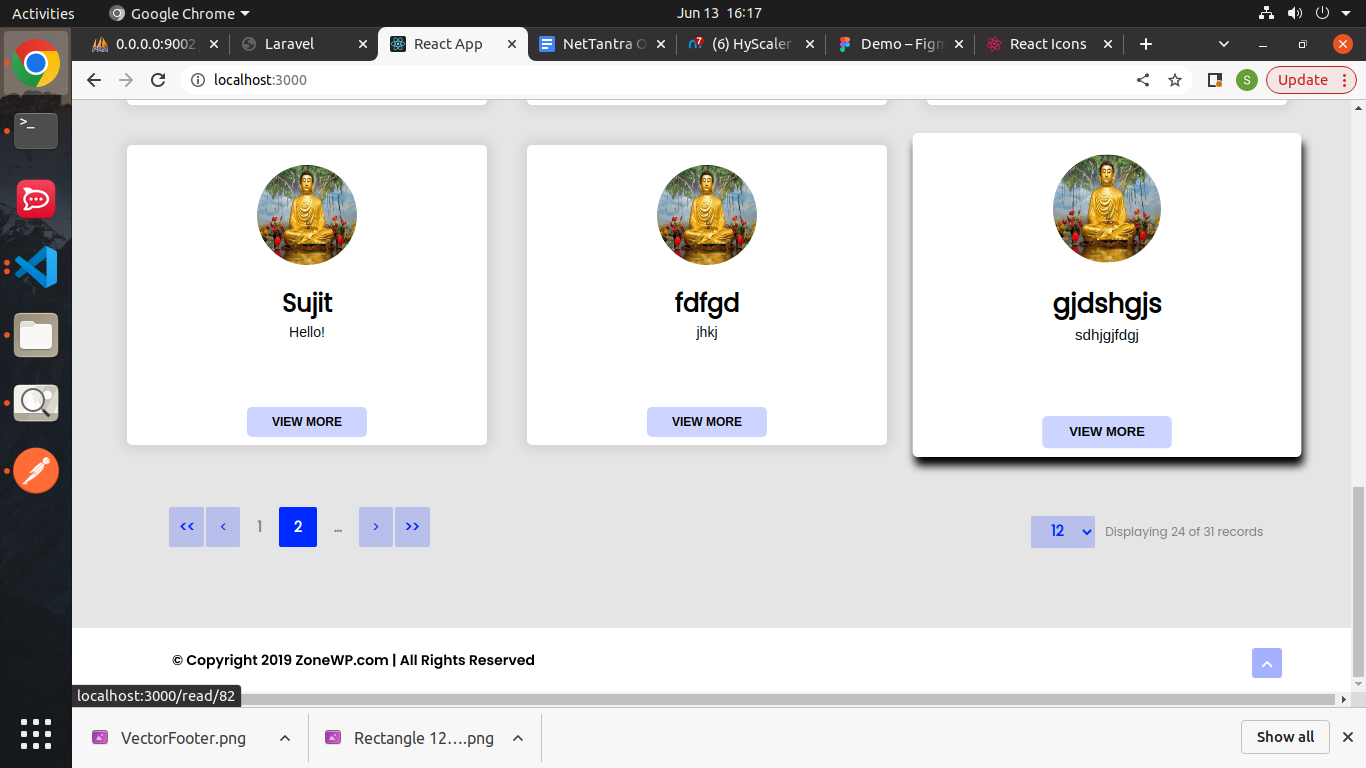 Activities
Google Chrome
Jun 13 16:17
0.0.0.0:9002
Laravel
React App
NetTantra O
(6) HyScaler
Demo – Figm
React Icons
localhost:3000
S
Update
Sujit
Hello!
VIEW MORE
fdfgd
jhkj
VIEW MORE
gjdshgjs
sdhjgjfdgj
VIEW MORE
<<
<
1
2
...
>
>>
12
Displaying 24 of 31 records
© Copyright 2019 ZoneWP.com | All Rights Reserved
localhost:3000/read/82
VectorFooter.png
Rectangle 12....png
Show all